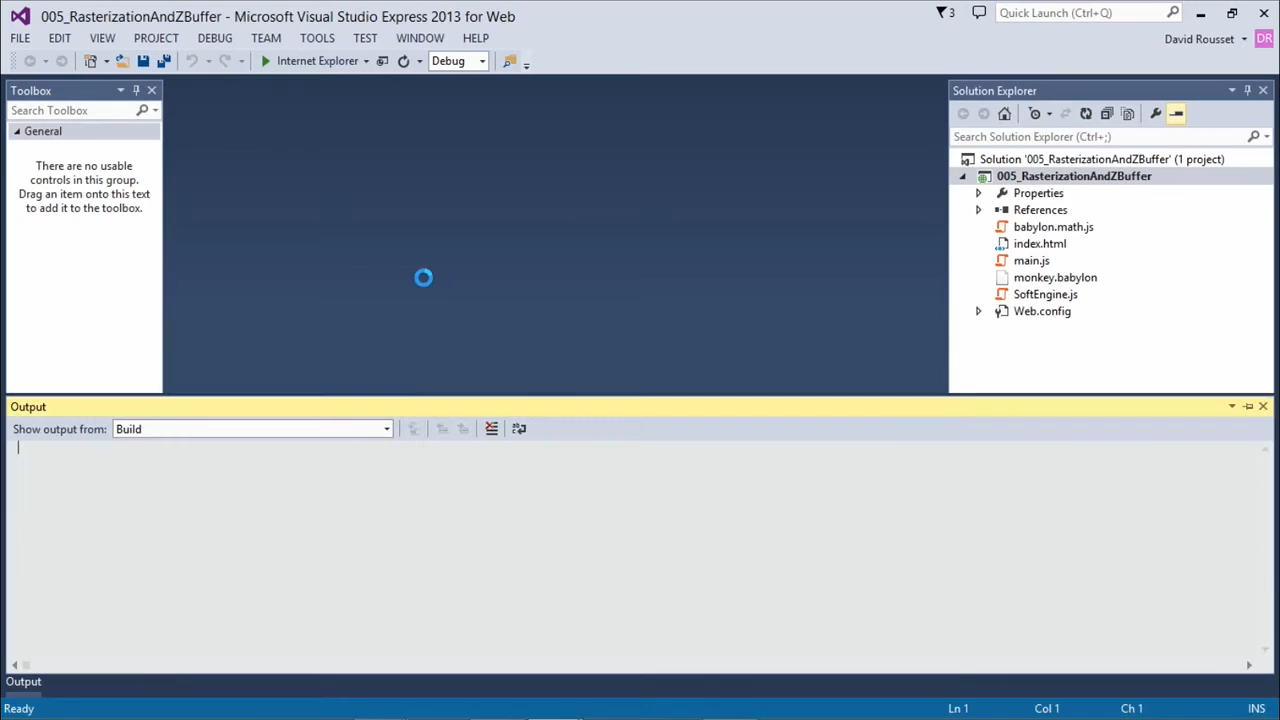 005_RasterizationAndZBuffer - Microsoft Visual Studio Express 2013 for Web
3
Quick Launch (Ctrl+Q)
FILE EDIT VIEW PROJECT DEBUG TEAM TOOLS TEST WINDOW HELP
David Rousset DR
Internet Explorer Debug
Toolbox
Search Toolbox
General
There are no usable
controls in this group.
Drag an item onto this text
to add it to the toolbox.
Solution Explorer
Search Solution Explorer (Ctrl+;)
Solution '005_RasterizationAndZBuffer' (1 project)
005_RasterizationAndZBuffer
Properties
References
babylon.math.js
index.html
main.js
monkey.babylon
SoftEngine.js
Web.config
Output
Show output from: Build
Output
Ready Ln 1 Col 1 Ch 1 INS